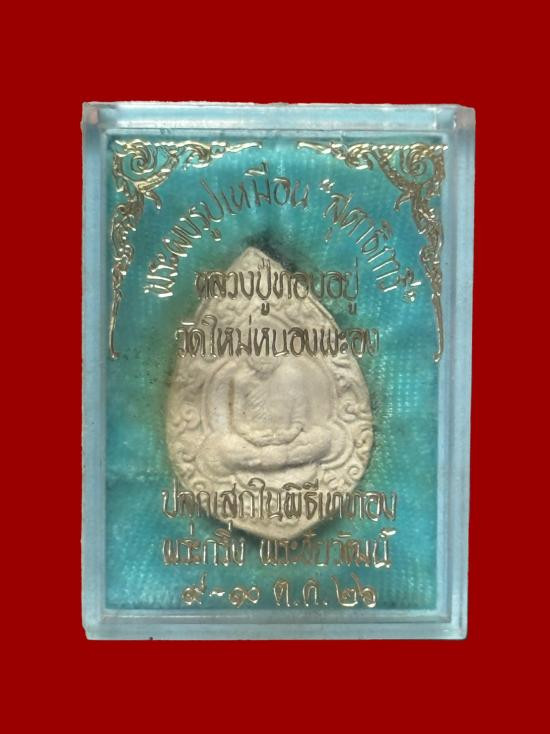 พระผงรูปเหมือน "สุตาธิการี"
หลวงปู่ทองอยู่
วัดใหม่หนองพะอง
ปลุกเสกในพิธีเททอง
พระกริ่ง พระชัยวัฒน์
๙-๑๐ ต.ค.๒๖